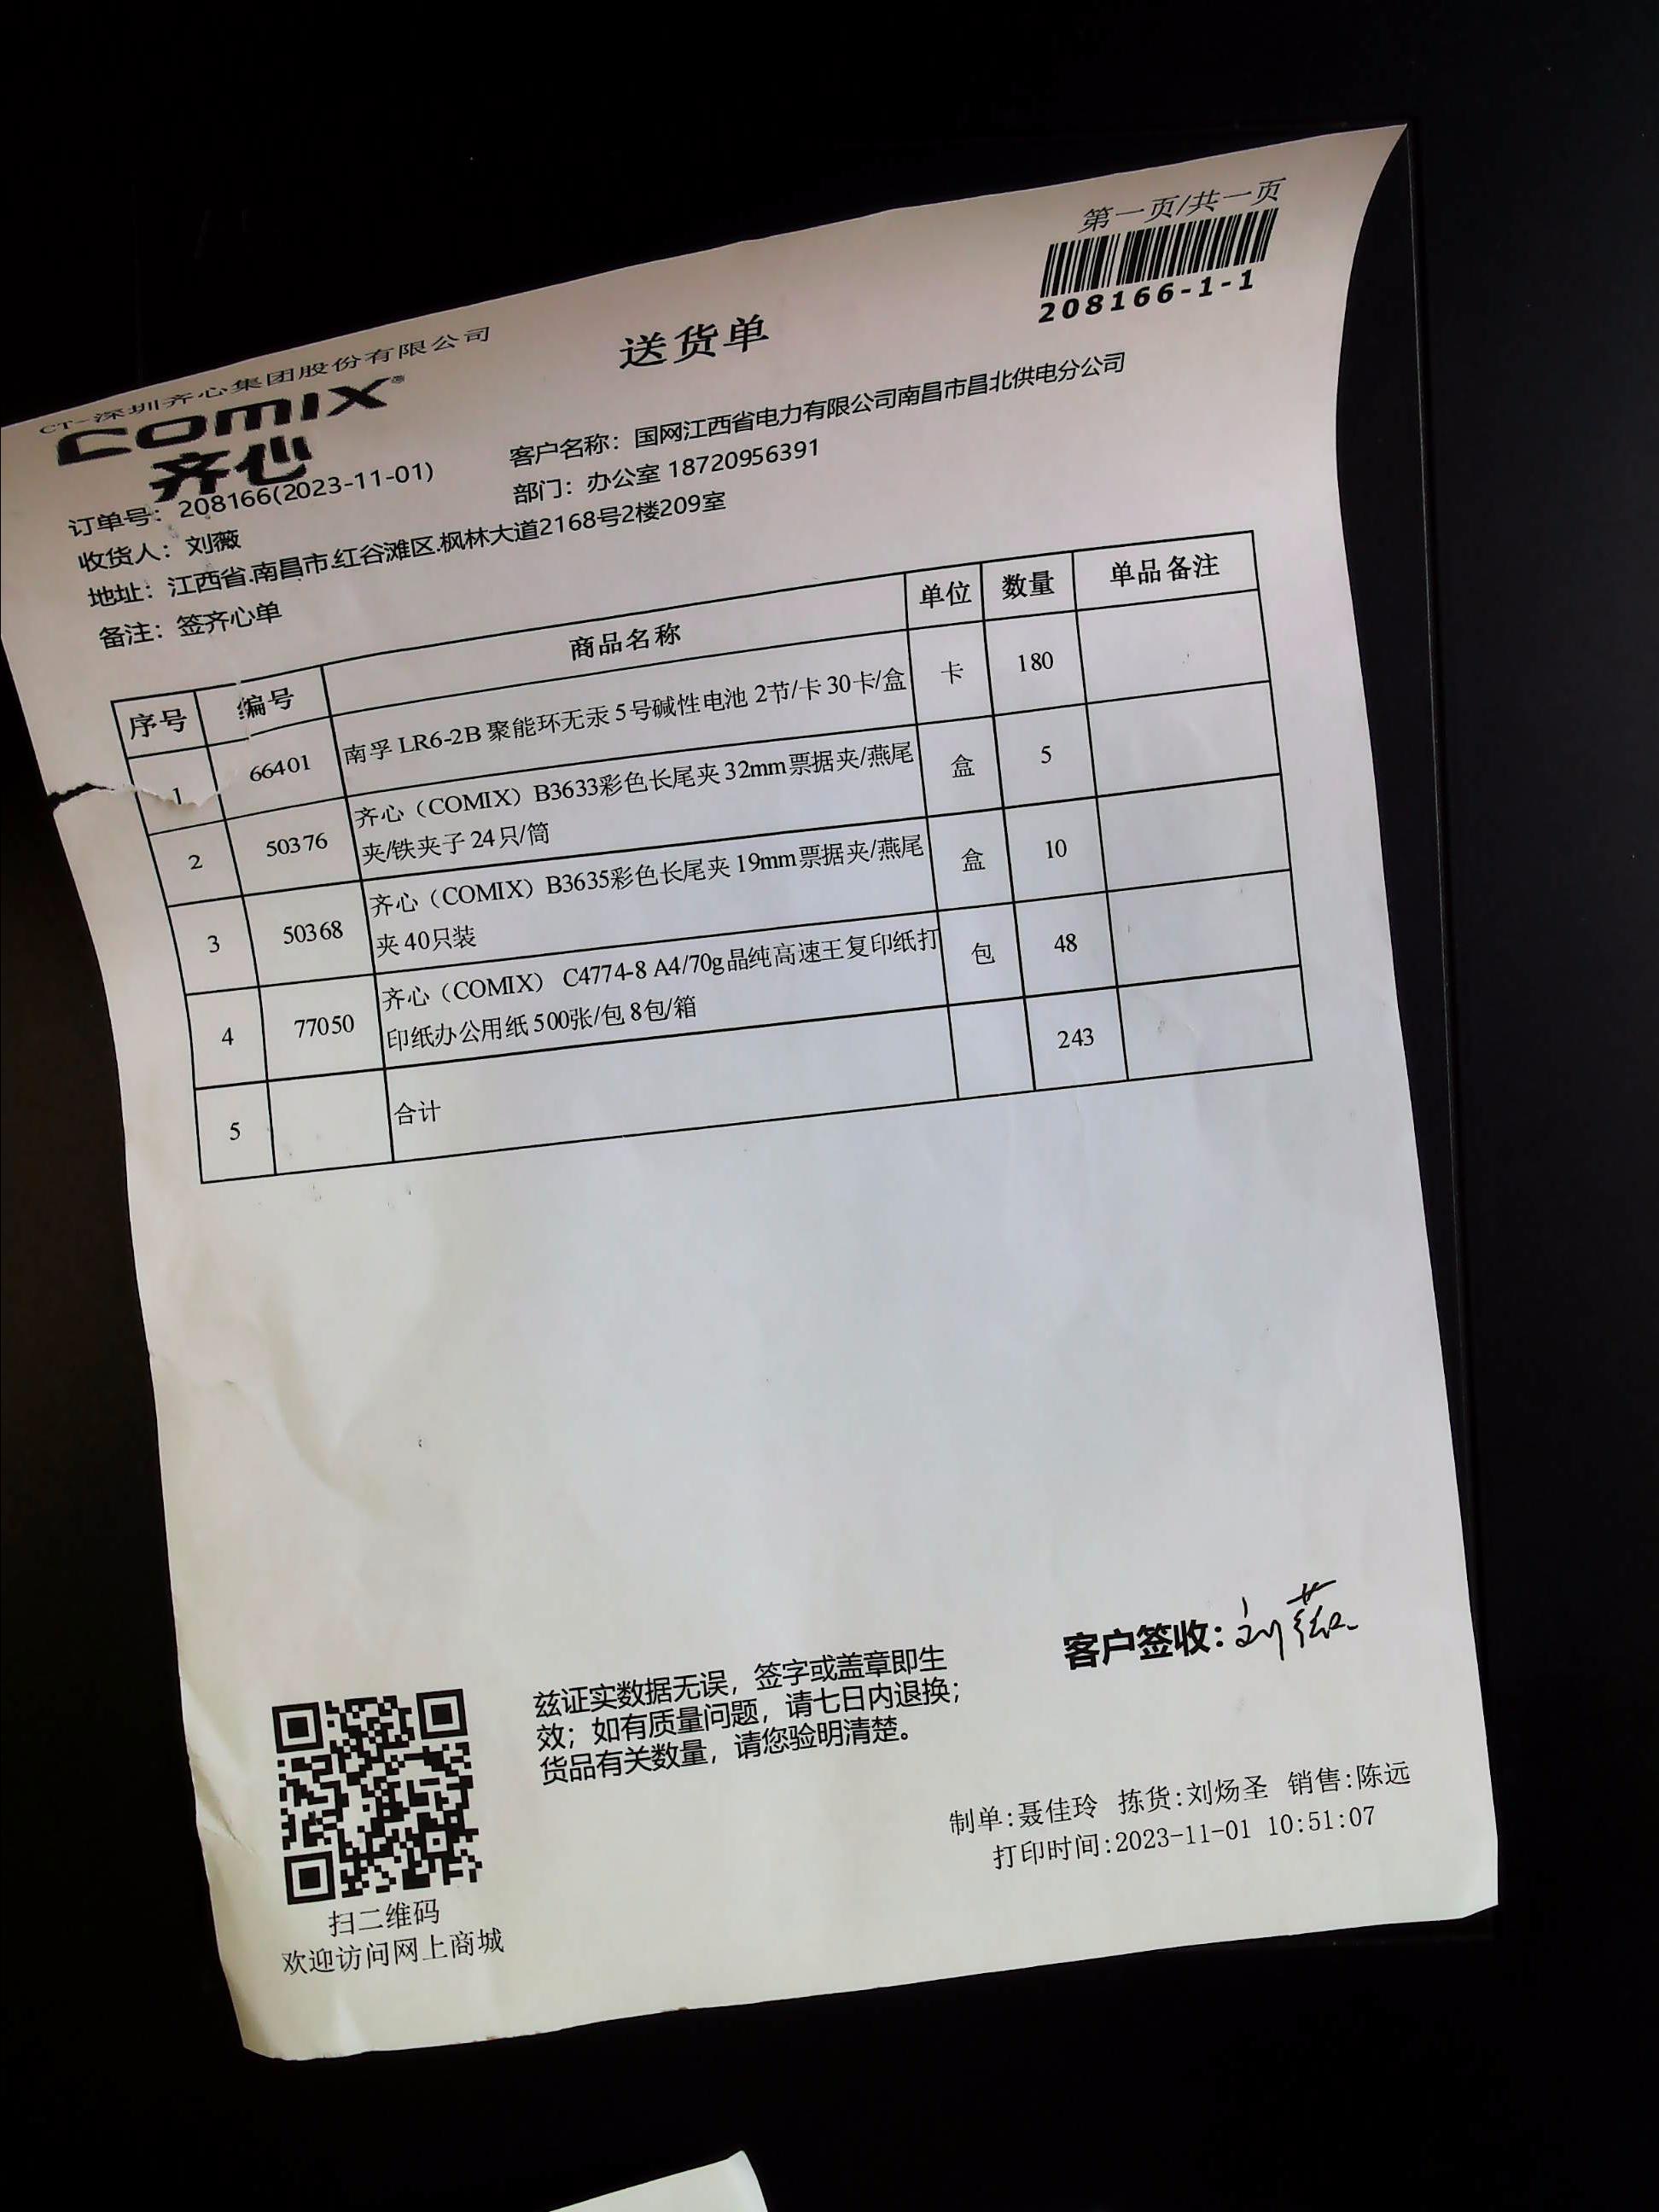 第一页/共一页
208166-1-1
CT-深圳齐心集团股份有限公司
COMIX
齐心
送货单
订单号：208166(2023-11-01)
客户名称：国网江西省电力有限公司南昌市昌北供电分公司
收货人：刘薇
部门：办公室 18720956391
地址：江西省.南昌市.红谷滩区.枫林大道2168号2楼209室
备注：签齐心单
序号 编号 商品名称 单位 数量 单品备注
1 66401 南孚 LR6-2B 聚能环无汞 5号碱性电池 2节/卡 30卡/盒 卡 180
2 50376 齐心（COMIX）B3633彩色长尾夹 32mm票据夹/燕尾 盒 5
夹/铁夹子 24只/筒
3 50368 齐心（COMIX）B3635彩色长尾夹 19mm票据夹/燕尾 盒 10
夹 40只装
4 77050 齐心（COMIX） C4774-8 A4/70g晶纯高速王复印纸打 包 48
印纸办公用纸 500张/包 8包/箱
5 合计 243
客户签收：刘薇
兹证实数据无误，签字或盖章即生
效；如有质量问题，请七日内退换；
货品有关数量，请您验明清楚。
制单:聂佳玲 拣货:刘炀圣 销售:陈远
打印时间:2023-11-01 10:51:07
扫二维码
欢迎访问网上商城